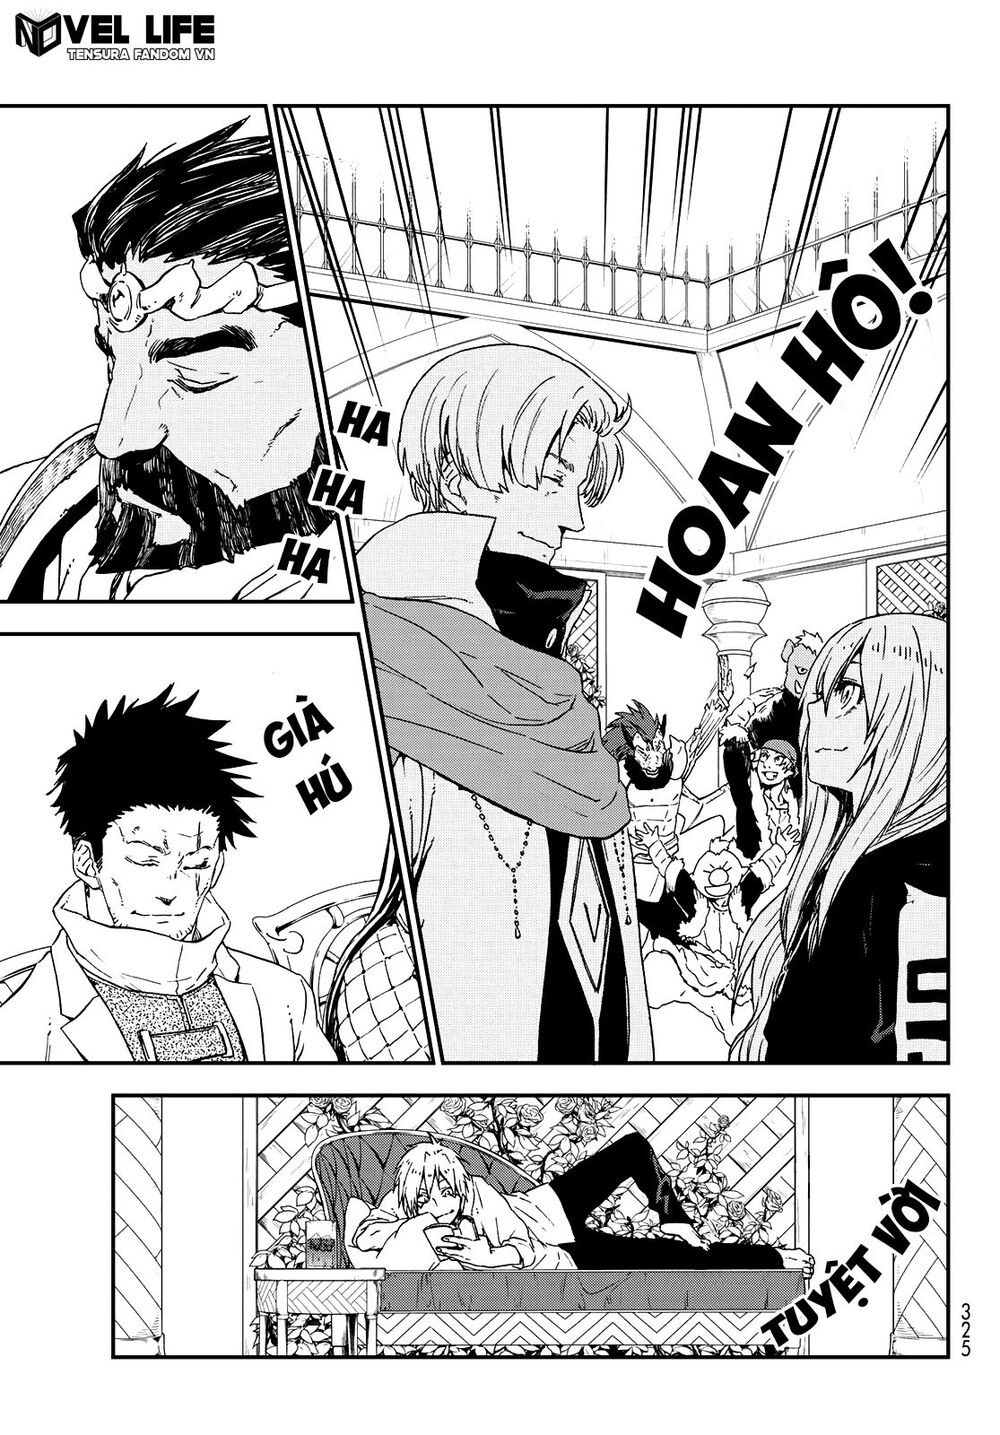 NOVEL LIFE
TENSURA FANDOM VN
HOAN HÔ!
HA
HA
HA
GIÀ
HÚ
TUYỆT VỜI
325